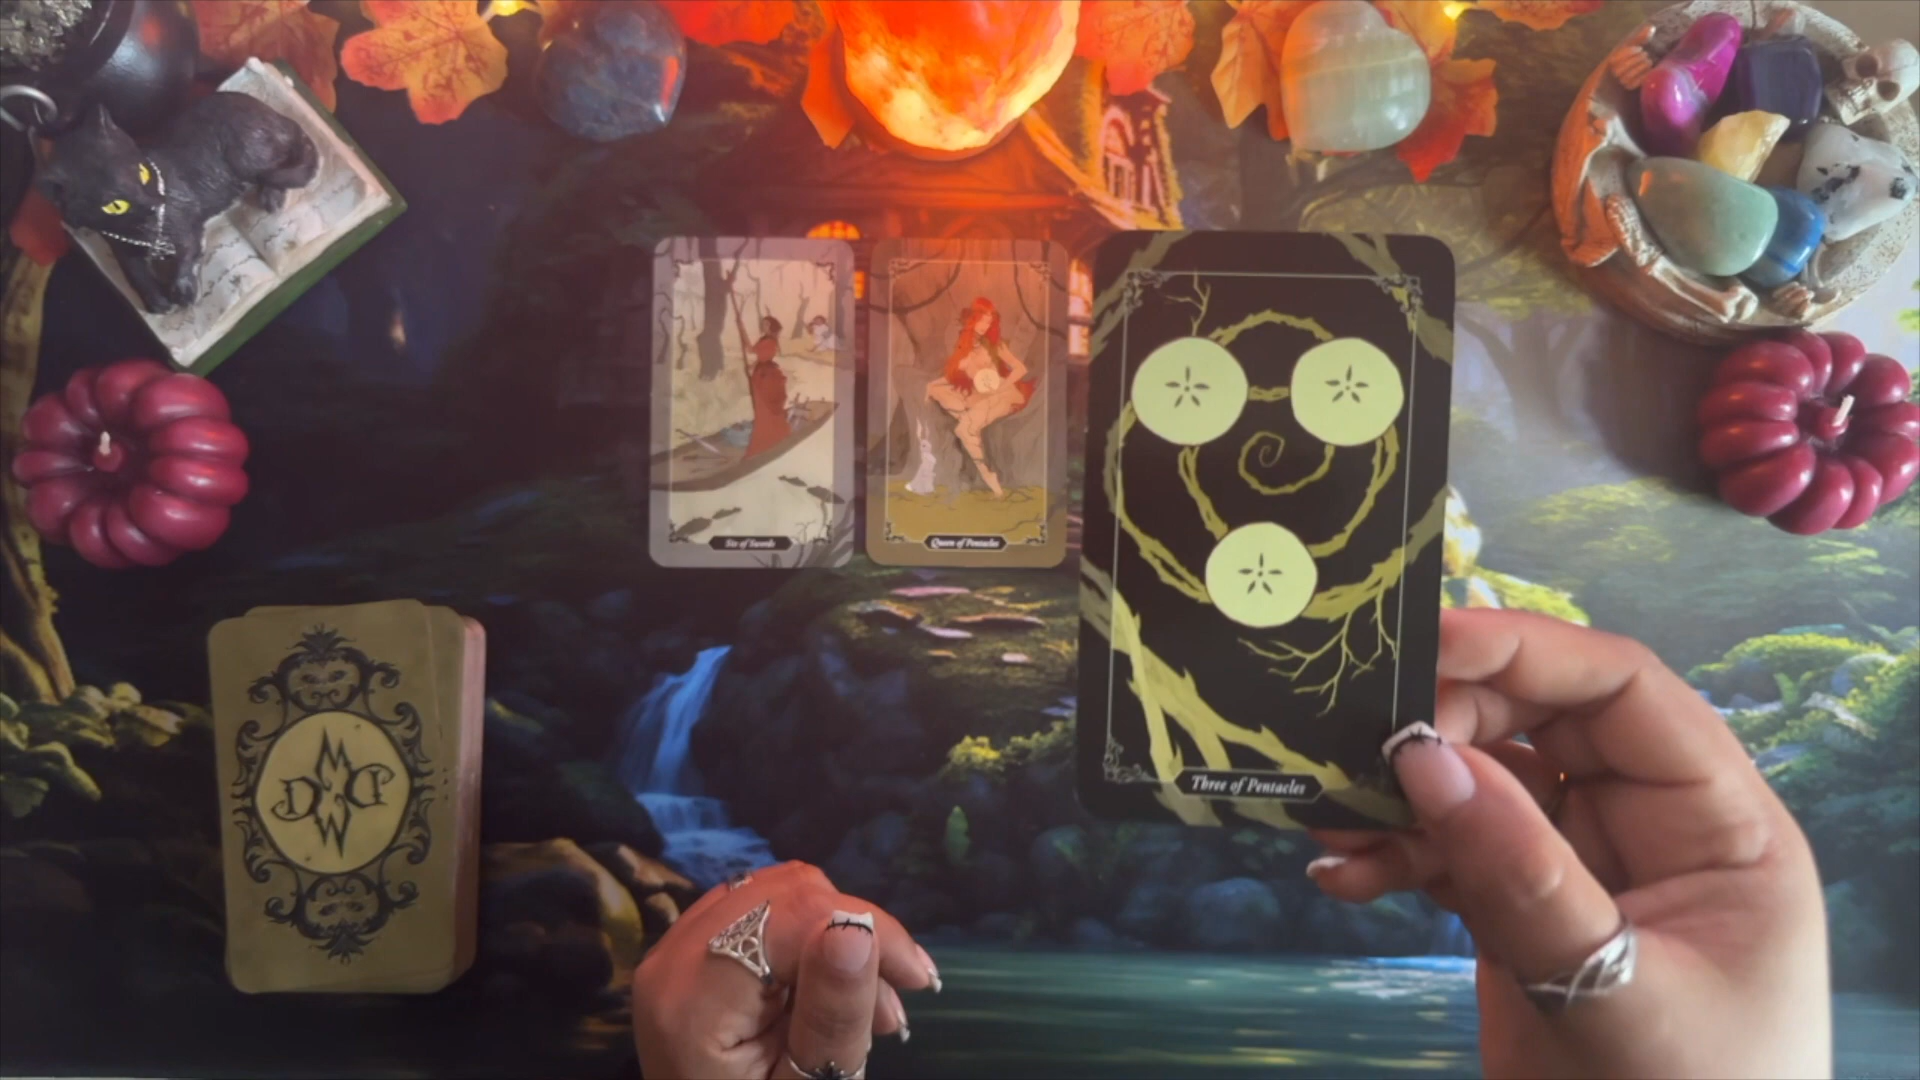 Six of Swords
Queen of Pentacles
Three of Pentacles
M
D C
W